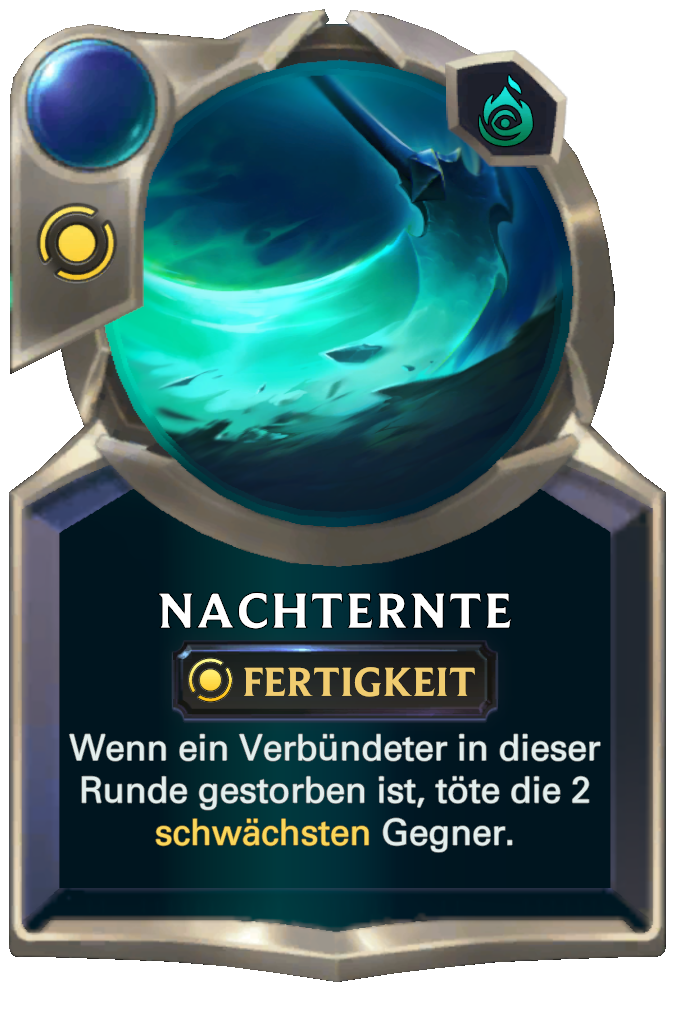 NACHTERNTE
FERTIGKEIT
Wenn ein Verbündeter in dieser
Runde gestorben ist, töte die 2
schwächsten Gegner.